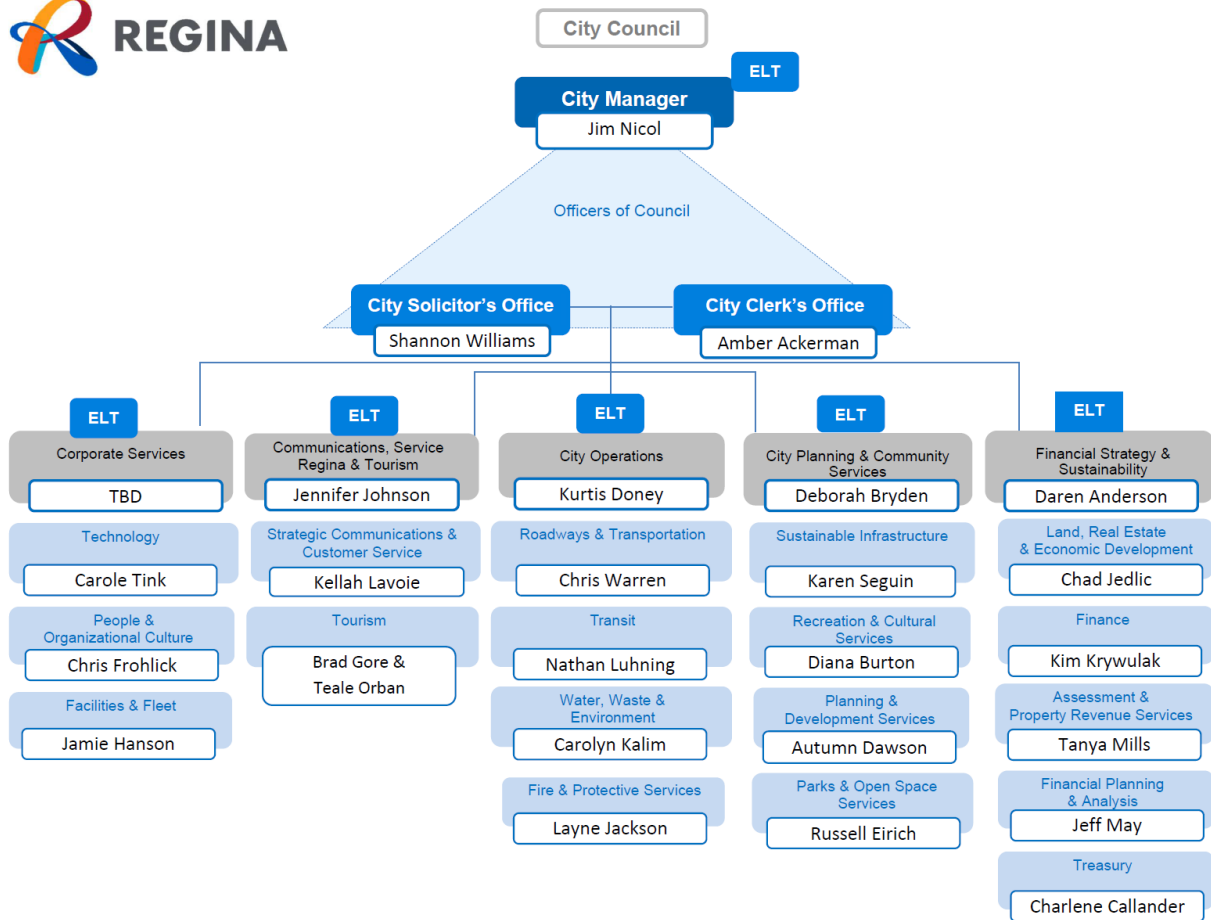 REGINA
City Council
ELT
City Manager
Jim Nicol
Officers of Council
City Solicitor's Office
Shannon Williams
City Clerk's Office
Amber Ackerman
ELT
Corporate Services
TBD
Technology
Carole Tink
People &
Organizational Culture
Chris Frohlick
Facilities & Fleet
Jamie Hanson
ELT
Communications, Service
Regina & Tourism
Jennifer Johnson
Strategic Communications &
Customer Service
Kellah Lavoie
Tourism
Brad Gore &
Teale Orban
ELT
City Operations
Kurtis Doney
Roadways & Transportation
Chris Warren
Transit
Nathan Luhning
Water, Waste &
Environment
Carolyn Kalim
Fire & Protective Services
Layne Jackson
ELT
City Planning & Community
Services
Deborah Bryden
Sustainable Infrastructure
Karen Seguin
Recreation & Cultural
Services
Diana Burton
Planning &
Development Services
Autumn Dawson
Parks & Open Space
Services
Russell Eirich
ELT
Financial Strategy &
Sustainability
Daren Anderson
Land, Real Estate
& Economic Development
Chad Jedlic
Finance
Kim Krywulak
Assessment &
Property Revenue Services
Tanya Mills
Financial Planning
& Analysis
Jeff May
Treasury
Charlene Callander